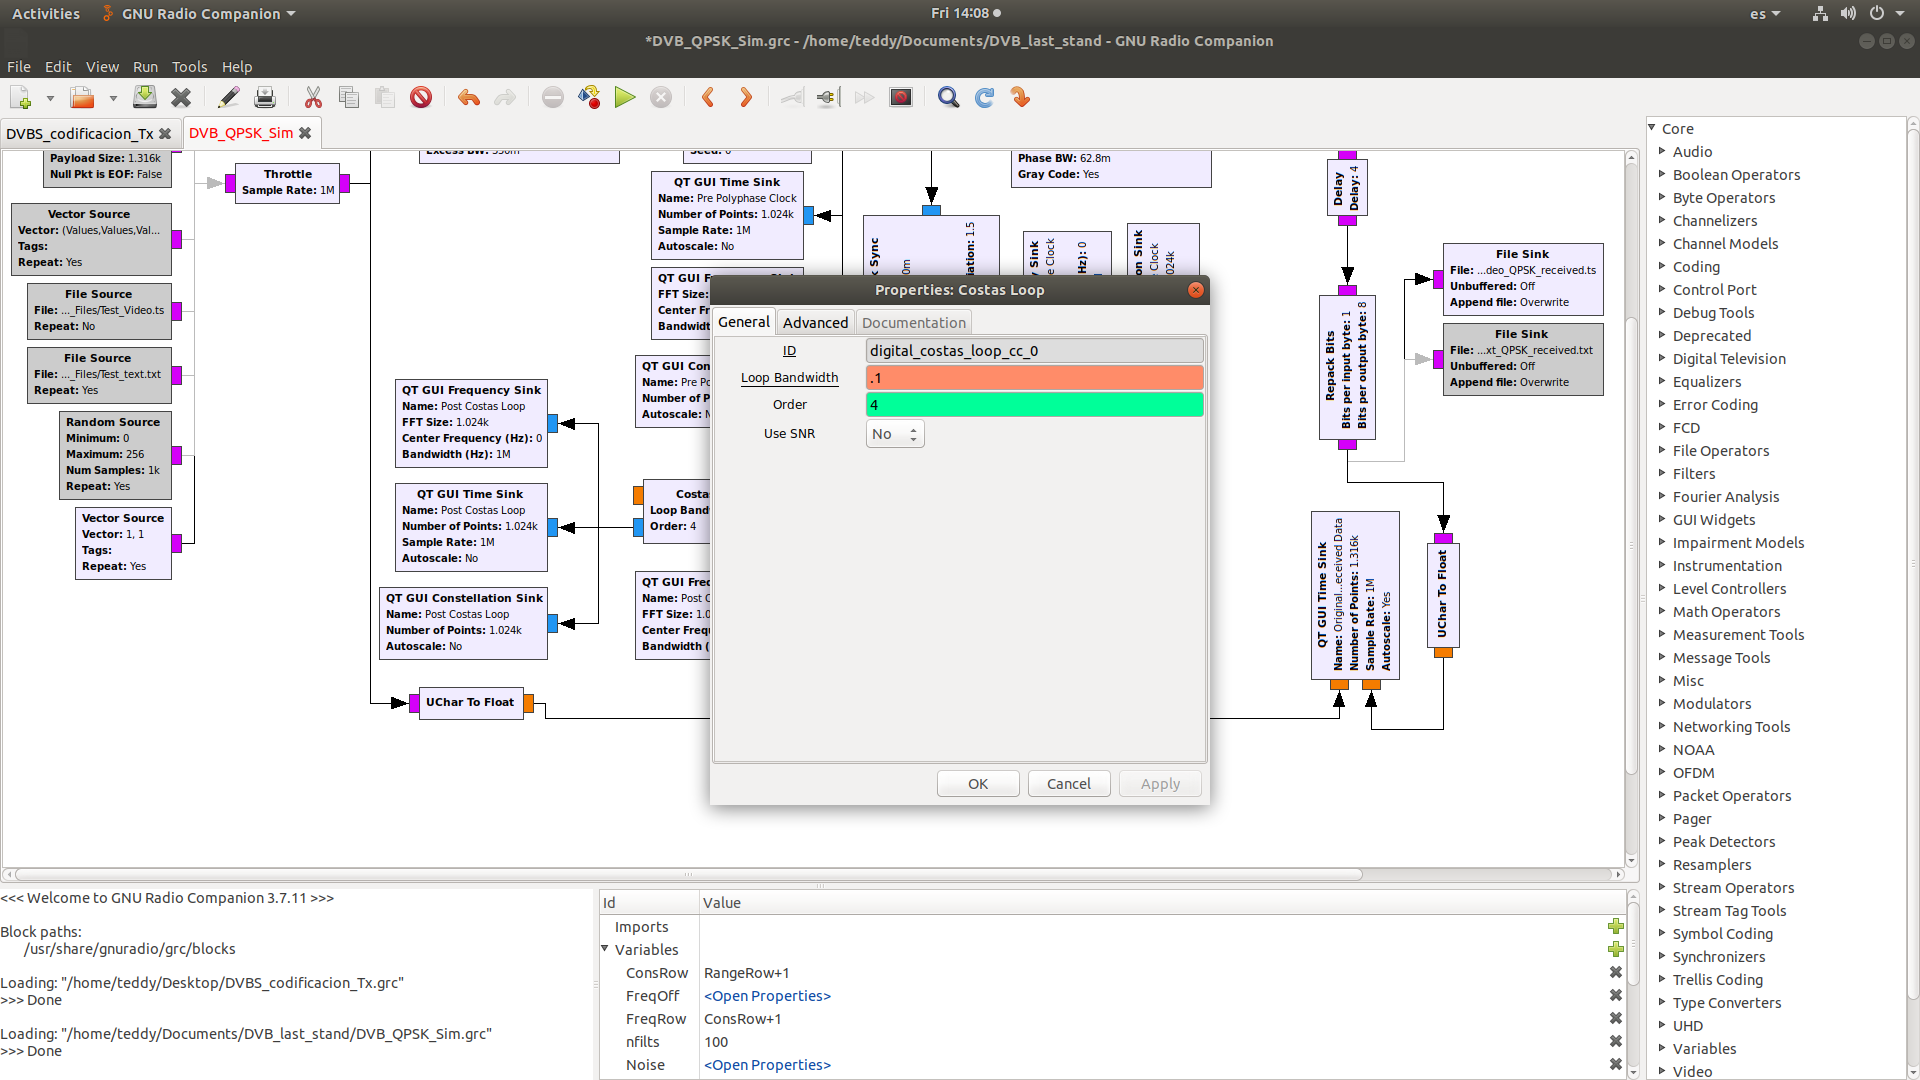 Activities
GNU Radio Companion
Fri 14:08
es
*DVB_QPSK_Sim.grc - /home/teddy/Documents/DVB_last_stand - GNU Radio Companion
File Edit View Run Tools Help
DVBS_codificacion_Tx
DVB_QPSK_Sim
Payload Size: 1.316k
Null Pkt is EOF: False
Throttle
Sample Rate: 1M
Vector Source
Vector: (Values,Values,Val...
Tags:
Repeat: Yes
File Source
File: ..._Files/Test_Video.ts
Repeat: No
File Source
File: ..._Files/Test_text.txt
Repeat: Yes
Random Source
Minimum: 0
Maximum: 256
Num Samples: 1k
Repeat: Yes
Vector Source
Vector: 1, 1
Tags:
Repeat: Yes
QT GUI Frequency Sink
Name: Post Costas Loop
FFT Size: 1.024k
Center Frequency (Hz): 0
Bandwidth (Hz): 1M
QT GUI Time Sink
Name: Post Costas Loop
Number of Points: 1.024k
Sample Rate: 1M
Autoscale: No
QT GUI Constellation Sink
Name: Post Costas Loop
Number of Points: 1.024k
Autoscale: No
UChar To Float
QT GUI Time Sink
Name: Pre Polyphase Clock
Number of Points: 1.024k
Sample Rate: 1M
Autoscale: No
FFT Size:
Center
Bandwidt
QT GUI Con
Name: Pre Po
Number of P
Autoscale: N
Costa
Loop Band
Order: 4
QT GUI Freq
Name: Post C
FFT Size: 1.0
Center Frequ
Bandwidth (
Phase BW: 62.8m
Gray Code: Yes
k Sync
0m
iation: 1.5
y Sink
e Clock
Hz): 0
on Sink
Clock
024k
Delay
Delay: 4
Repack Bits
Bits per input byte: 1
Bits per output byte: 8
File Sink
File: ...deo_QPSK_received.ts
Unbuffered: Off
Append file: Overwrite
File Sink
File: ...xt_QPSK_received.txt
Unbuffered: Off
Append file: Overwrite
QT GUI Time Sink
Name: Original...eceived Data
Number of Points: 1.316k
Sample Rate: 1M
Autoscale: Yes
UChar To Float
Properties: Costas Loop
General Advanced Documentation
ID digital_costas_loop_cc_0
Loop Bandwidth .1
Order 4
Use SNR No
OK Cancel Apply
Core
Audio
Boolean Operators
Byte Operators
Channelizers
Channel Models
Coding
Control Port
Debug Tools
Deprecated
Digital Television
Equalizers
Error Coding
FCD
File Operators
Filters
Fourier Analysis
GUI Widgets
Impairment Models
Instrumentation
Level Controllers
Math Operators
Measurement Tools
Message Tools
Misc
Modulators
Networking Tools
NOAA
OFDM
Packet Operators
Pager
Peak Detectors
Resamplers
Stream Operators
Stream Tag Tools
Symbol Coding
Synchronizers
Trellis Coding
Type Converters
UHD
Variables
Video
<<< Welcome to GNU Radio Companion 3.7.11 >>>
Block paths:
/usr/share/gnuradio/grc/blocks
Loading: "/home/teddy/Desktop/DVBS_codificacion_Tx.grc"
>>> Done
Loading: "/home/teddy/Documents/DVB_last_stand/DVB_QPSK_Sim.grc"
>>> Done
Id Value
Imports
Variables
ConsRow RangeRow+1
FreqOff <Open Properties>
FreqRow ConsRow+1
nfilts 100
Noise <Open Properties>